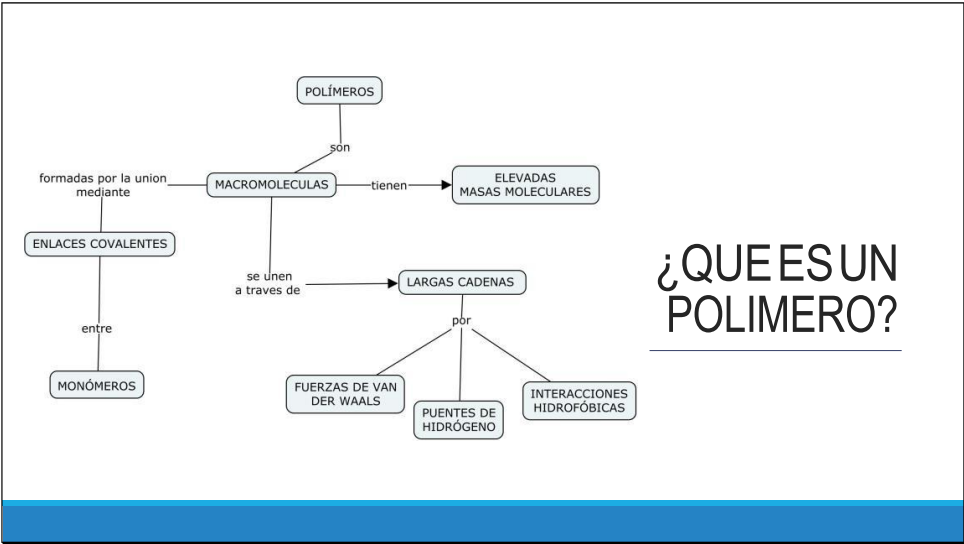 POLÍMEROS
son
formadas por la union
mediante
MACROMOLECULAS
tienen
ELEVADAS
MASAS MOLECULARES
ENLACES COVALENTES
se unen
a traves de
LARGAS CADENAS
entre
por
MONÓMEROS
FUERZAS DE VAN
DER WAALS
PUENTES DE
HIDRÓGENO
INTERACCIONES
HIDROFÓBICAS
¿QUE ES UN
POLIMERO?